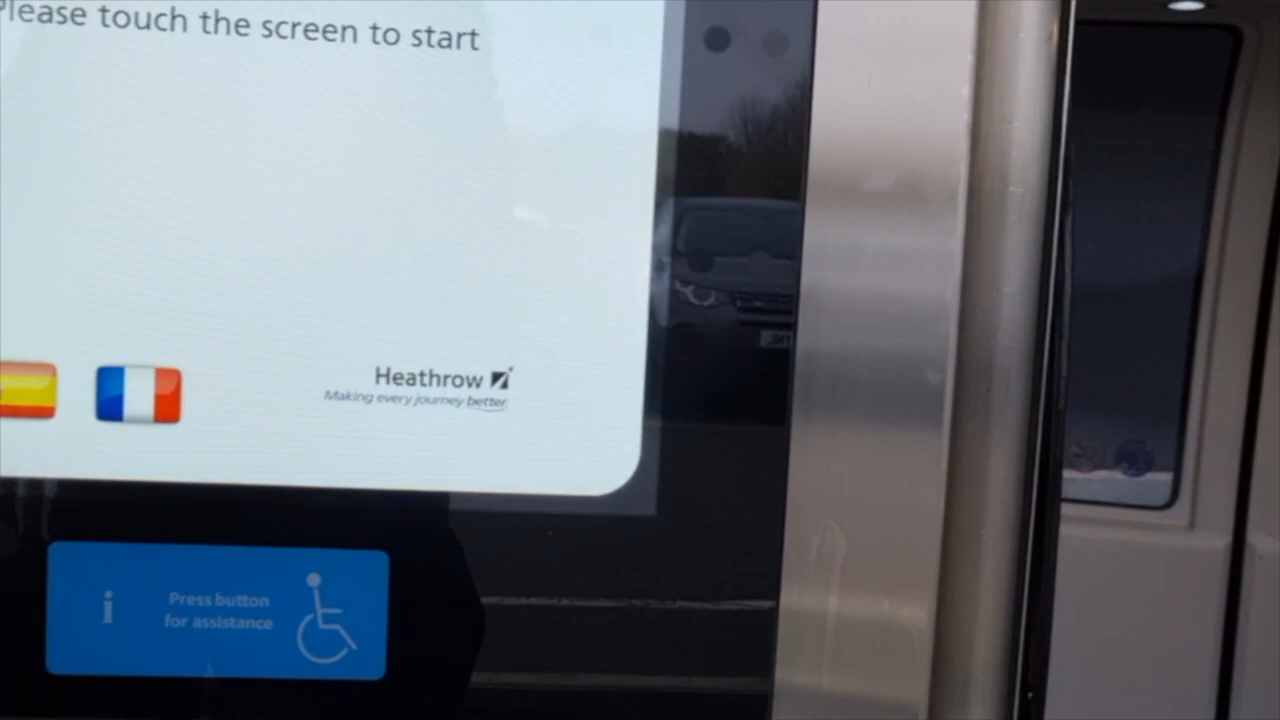 Please touch the screen to start
Heathrow
Making every journey better
i
Press button
for assistance